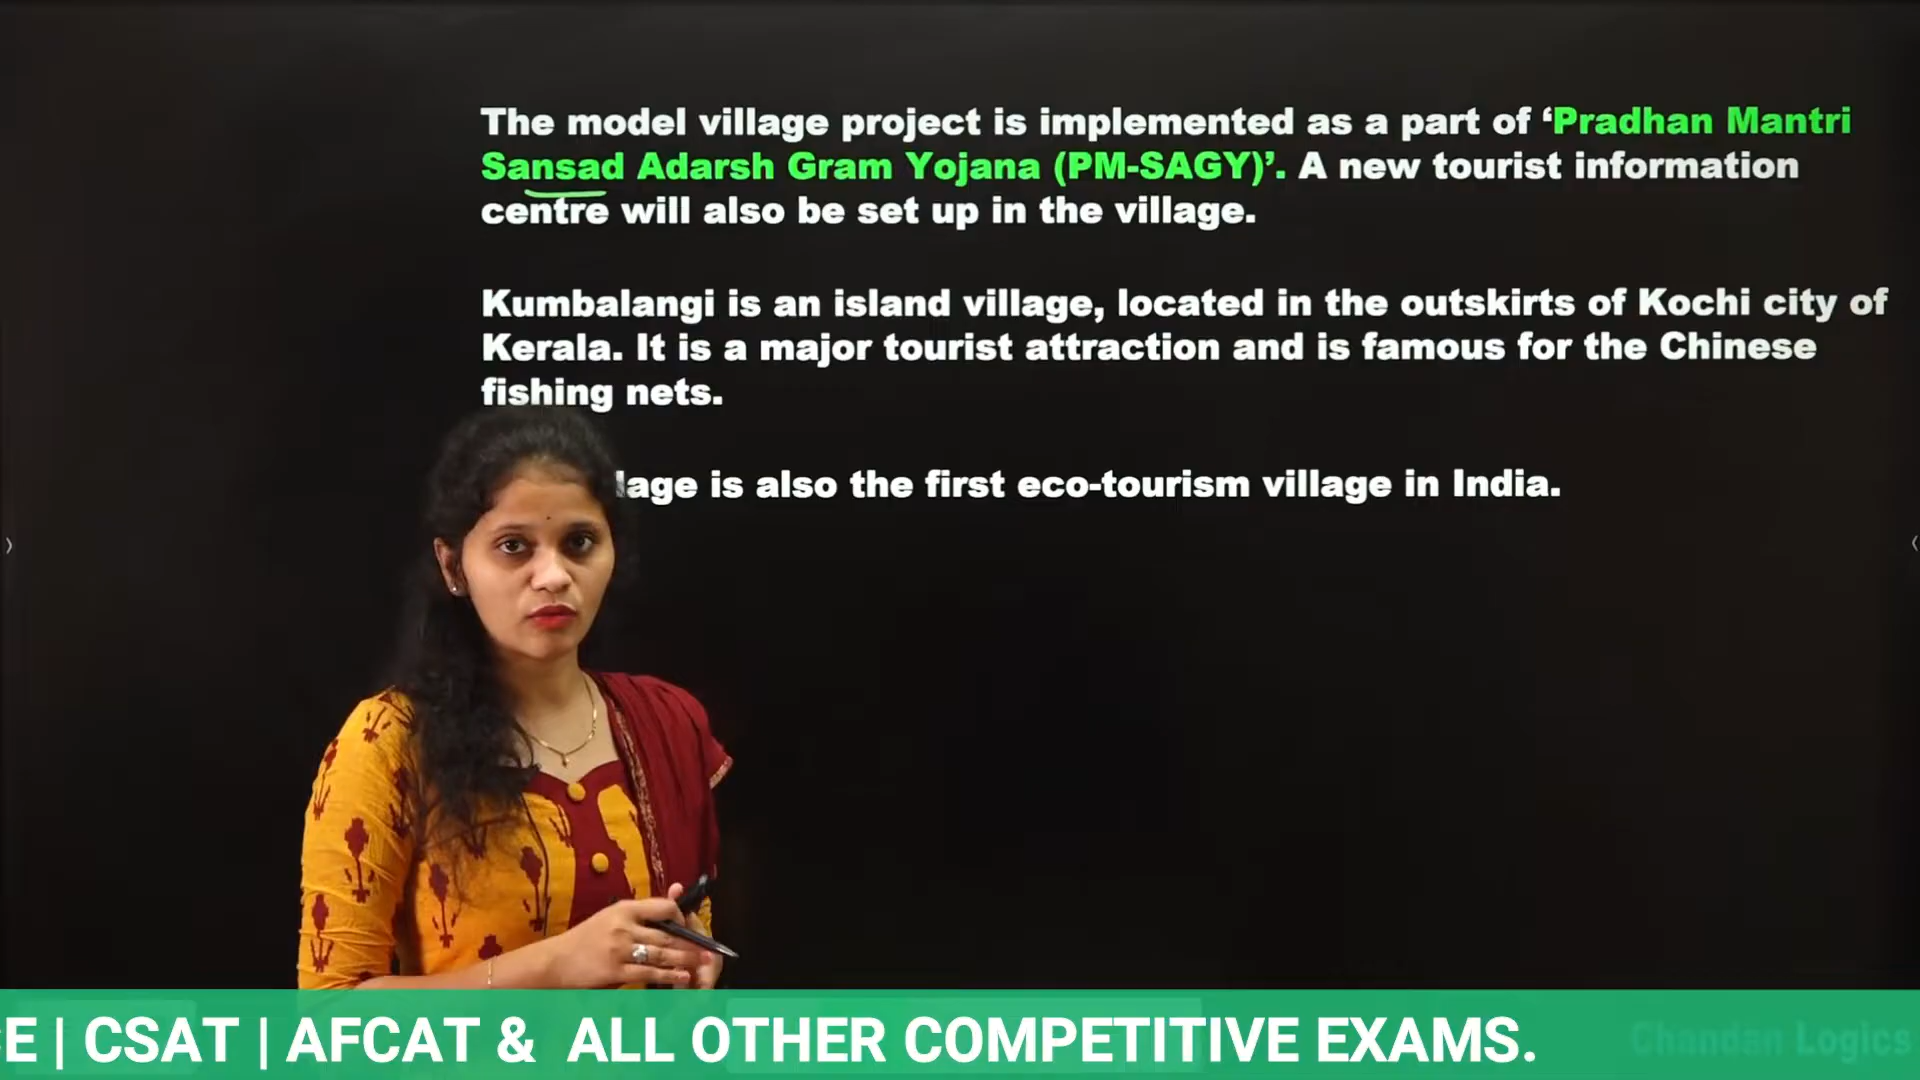 The model village project is implemented as a part of ‘Pradhan Mantri
Sansad Adarsh Gram Yojana (PM-SAGY)’. A new tourist information
centre will also be set up in the village.
Kumbalangi is an island village, located in the outskirts of Kochi city of
Kerala. It is a major tourist attraction and is famous for the Chinese
fishing nets.
is also the first eco-tourism village in India.
| CSAT | AFCAT & ALL OTHER COMPETITIVE EXAMS.
Chandan Logics